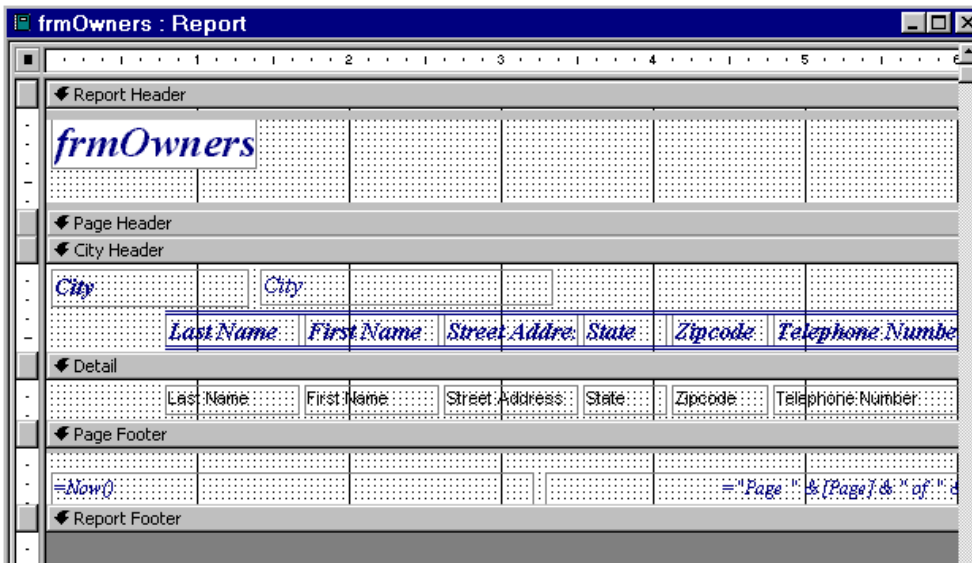 frmOwners : Report
1 2 3 4 5 6
Report Header
frmOwners
Page Header
City Header
City City
Last Name First Name Street Addre State Zipcode Telephone Numbe
Detail
Last Name First Name Street Address State Zipcode Telephone Number
Page Footer
=Now() ="Page " & [Page] & " of " &
Report Footer